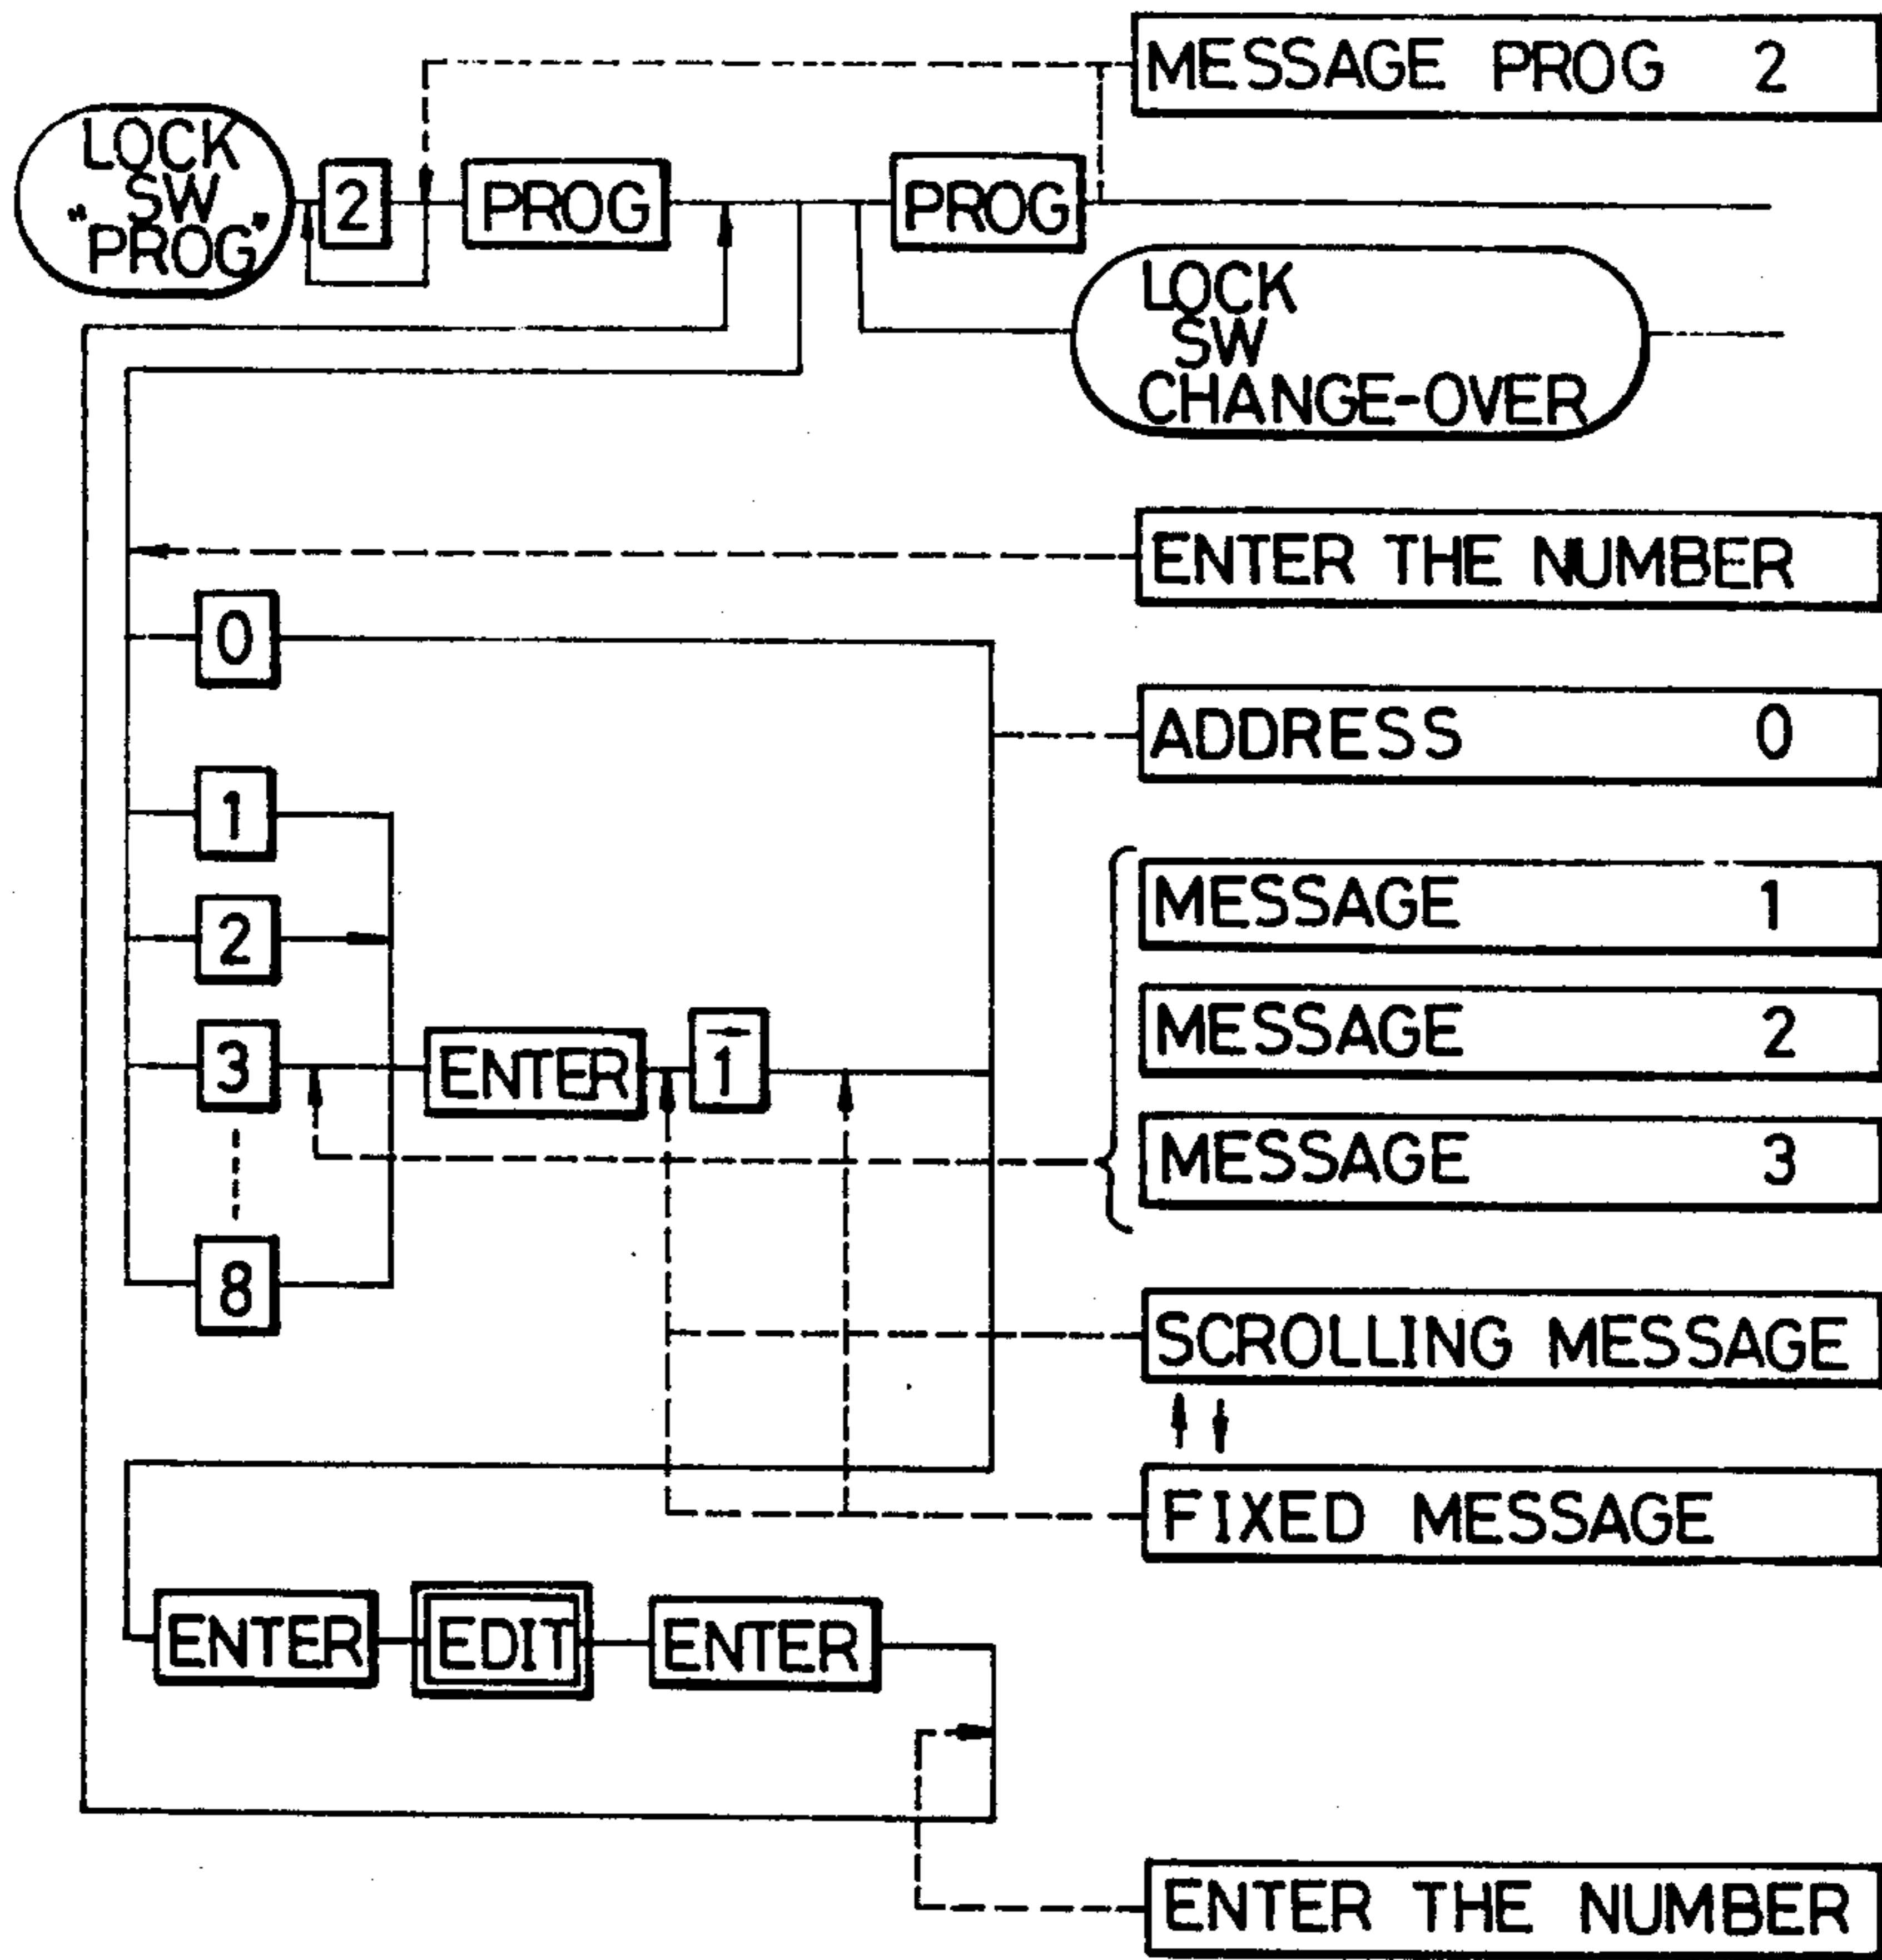 MESSAGE PROG 2
LOCK
SW
"PROG"
2
PROG
PROG
LOCK
SW
CHANGE-OVER
ENTER THE NUMBER
0
ADDRESS 0
1
MESSAGE 1
2
MESSAGE 2
3
ENTER
1
MESSAGE 3
8
SCROLLING MESSAGE
FIXED MESSAGE
ENTER
EDIT
ENTER
ENTER THE NUMBER